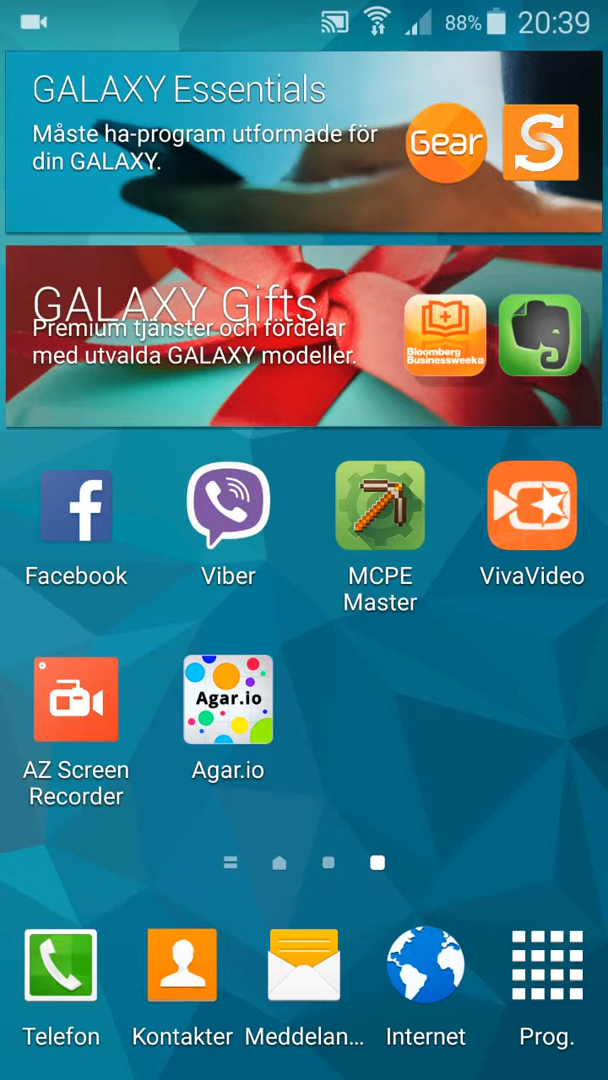 88% 20:39
GALAXY Essentials
Måste ha-program utformade för
din GALAXY.
Gear
S
GALAXY Gifts
Premium tjänster och fördelar
med utvalda GALAXY modeller.
Bloomberg
Businessweek+
f
Facebook
Viber
MCPE
Master
VivaVideo
Agar.io
AZ Screen
Recorder
Agar.io
Telefon
Kontakter
Meddelan...
Internet
Prog.